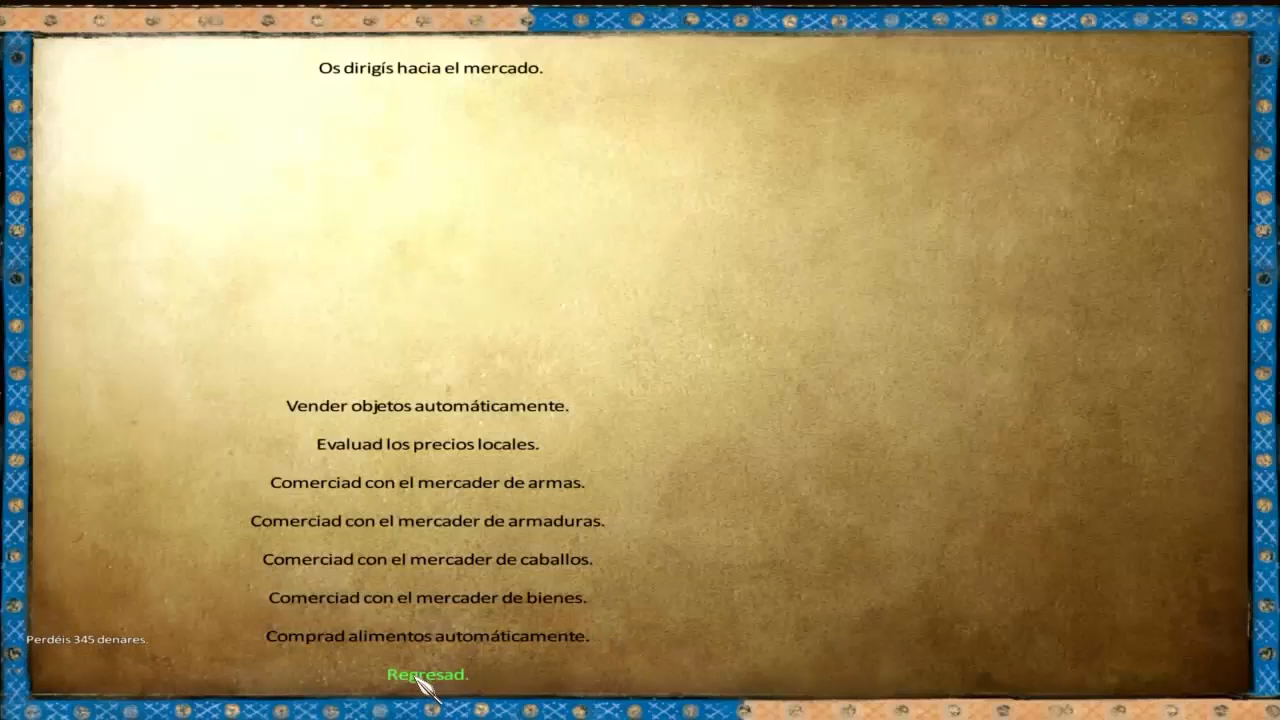 Os dirigís hacia el mercado.
Vender objetos automáticamente.
Evaluad los precios locales.
Comerciad con el mercader de armas.
Comerciad con el mercader de armaduras.
Comerciad con el mercader de caballos.
Comerciad con el mercader de bienes.
Comprad alimentos automáticamente.
Perdéis 345 denares.
Regresad.